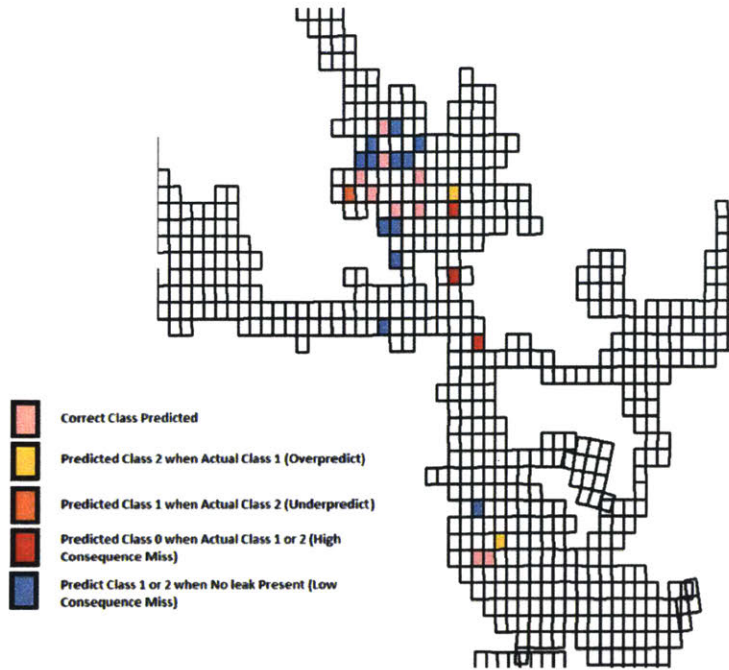 Correct Class Predicted
Predicted Class 2 when Actual Class 1 (Overpredict)
Predicted Class 1 when Actual Class 2 (Underpredict)
Predicted Class 0 when Actual Class 1 or 2 (High
Consequence Miss)
Predict Class 1 or 2 when No leak Present (Low
Consequence Miss)